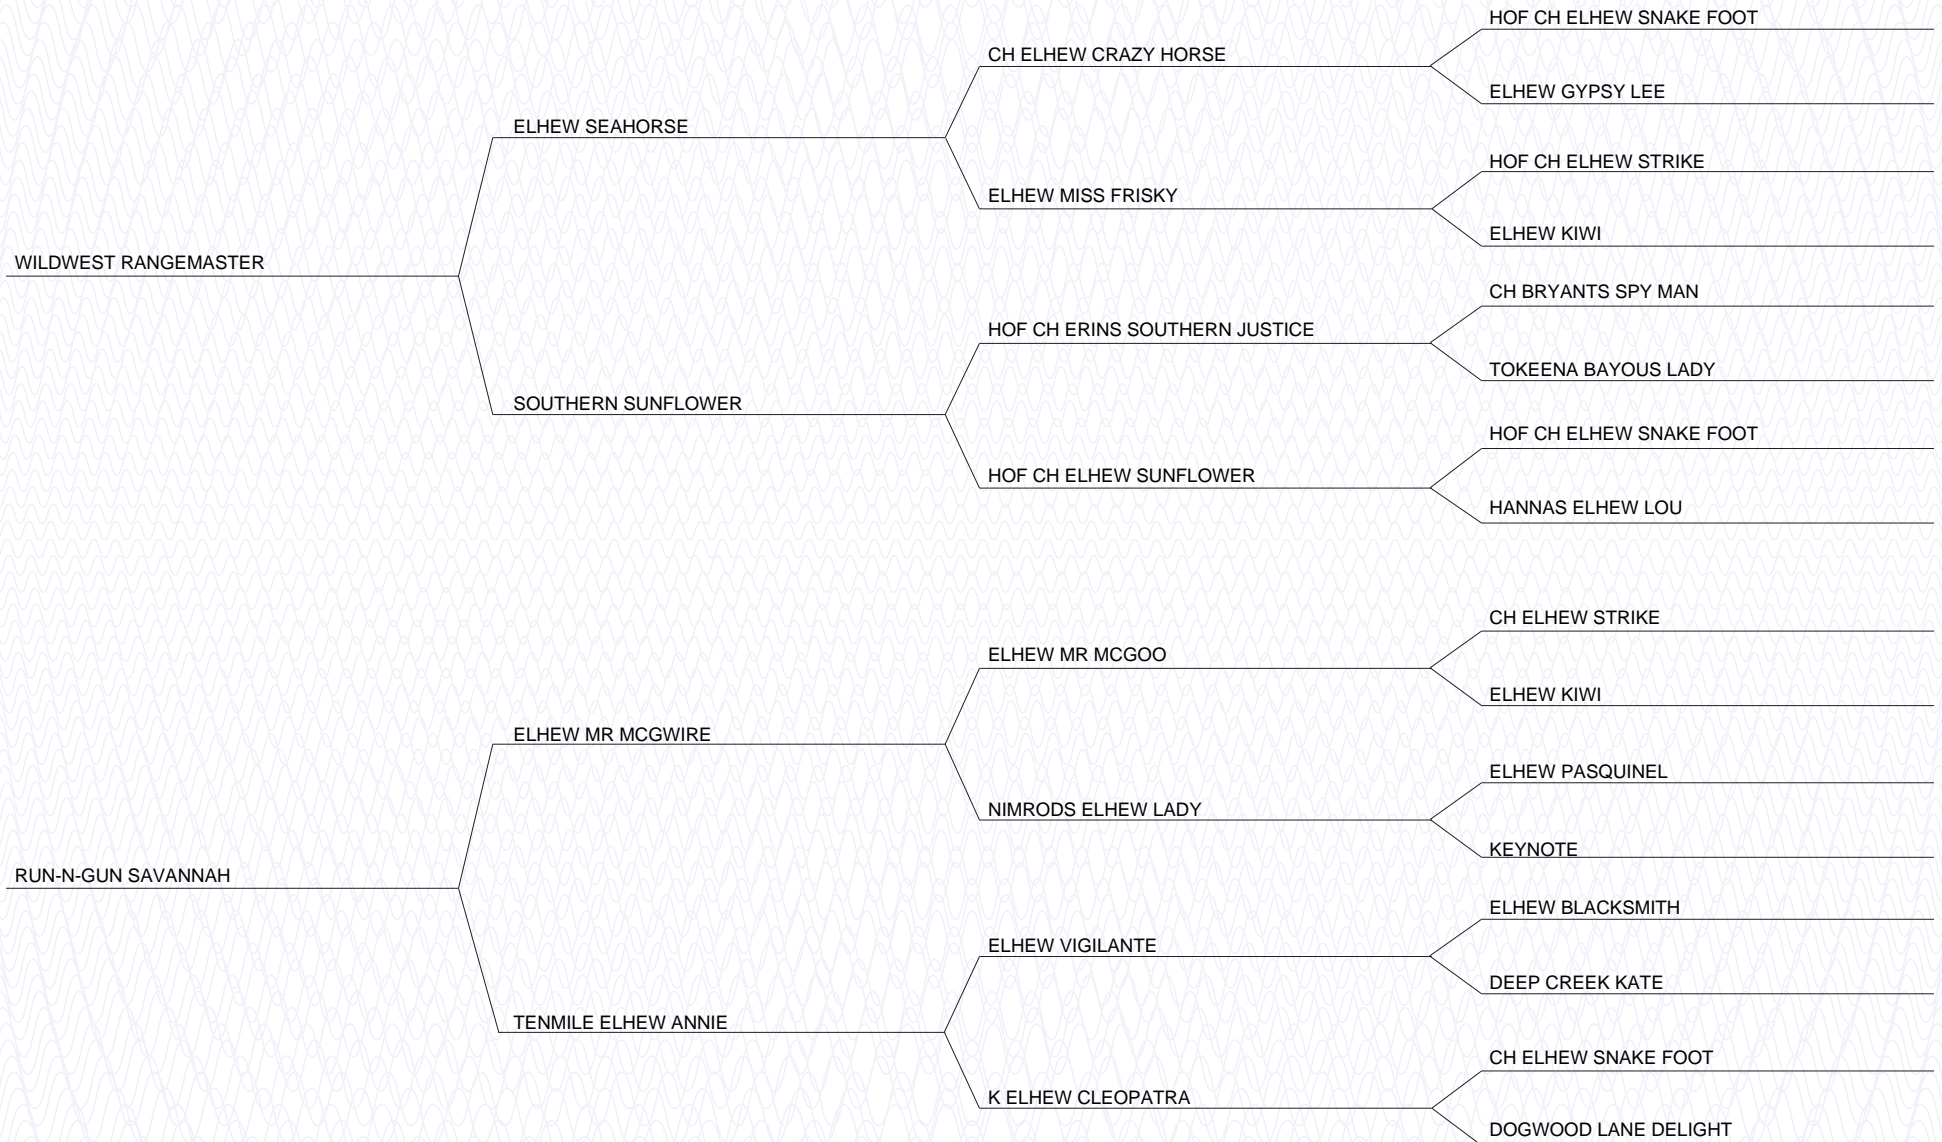 HOF CH ELHEW SNAKE FOOT
CH ELHEW CRAZY HORSE
ELHEW GYPSY LEE
ELHEW SEAHORSE
HOF CH ELHEW STRIKE
ELHEW MISS FRISKY
ELHEW KIWI
WILDWEST RANGEMASTER
CH BRYANTS SPY MAN
HOF CH ERINS SOUTHERN JUSTICE
TOKEENA BAYOUS LADY
SOUTHERN SUNFLOWER
HOF CH ELHEW SNAKE FOOT
HOF CH ELHEW SUNFLOWER
HANNAS ELHEW LOU
CH ELHEW STRIKE
ELHEW MR MCGOO
ELHEW KIWI
ELHEW MR MCGWIRE
ELHEW PASQUINEL
NIMRODS ELHEW LADY
KEYNOTE
RUN-N-GUN SAVANNAH
ELHEW BLACKSMITH
ELHEW VIGILANTE
DEEP CREEK KATE
TENMILE ELHEW ANNIE
CH ELHEW SNAKE FOOT
K ELHEW CLEOPATRA
DOGWOOD LANE DELIGHT